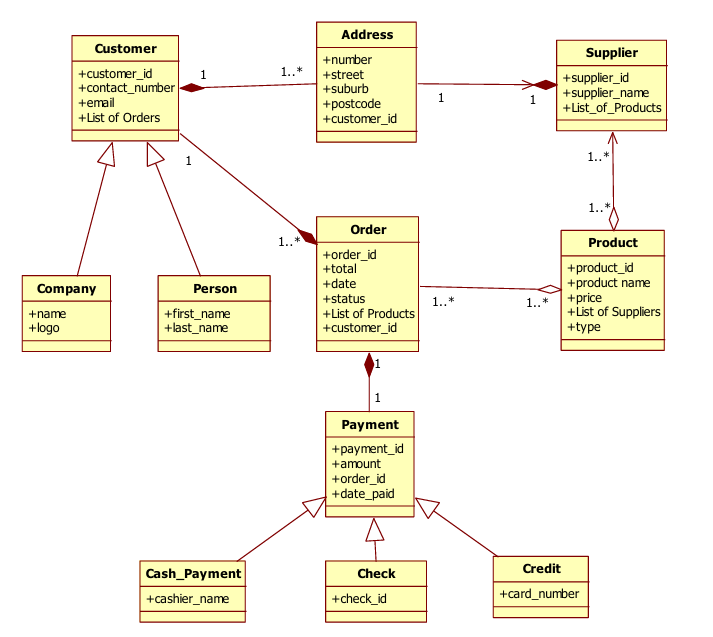 Customer
+customer_id
+contact_number
+email
+List of Orders
1
1..*
Address
+number
+street
+suburb
+postcode
+customer_id
1
1
Supplier
+supplier_id
+supplier_name
+List_of_Products
1..*
1..*
1
1..*
Company
+name
+logo
Person
+first_name
+last_name
Order
+order_id
+total
+date
+status
+List of Products
+customer_id
1..*
1..*
Product
+product_id
+product name
+price
+List of Suppliers
+type
1
1
Payment
+payment_id
+amount
+order_id
+date_paid
Cash_Payment
+cashier_name
Check
+check_id
Credit
+card_number